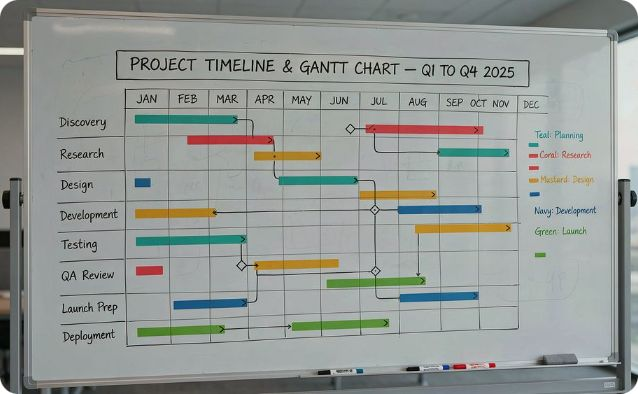 PROJECT TIMELINE & GANTT CHART — Q1 TO Q4 2025
JAN FEB MAR APR MAY JUN JUL AUG SEP OCT NOV DEC
Discovery
Research
Design
Development
Testing
QA Review
Launch Prep
Deployment
Teal: Planning
Coral: Research
Mustard: Design
Navy: Development
Green: Launch